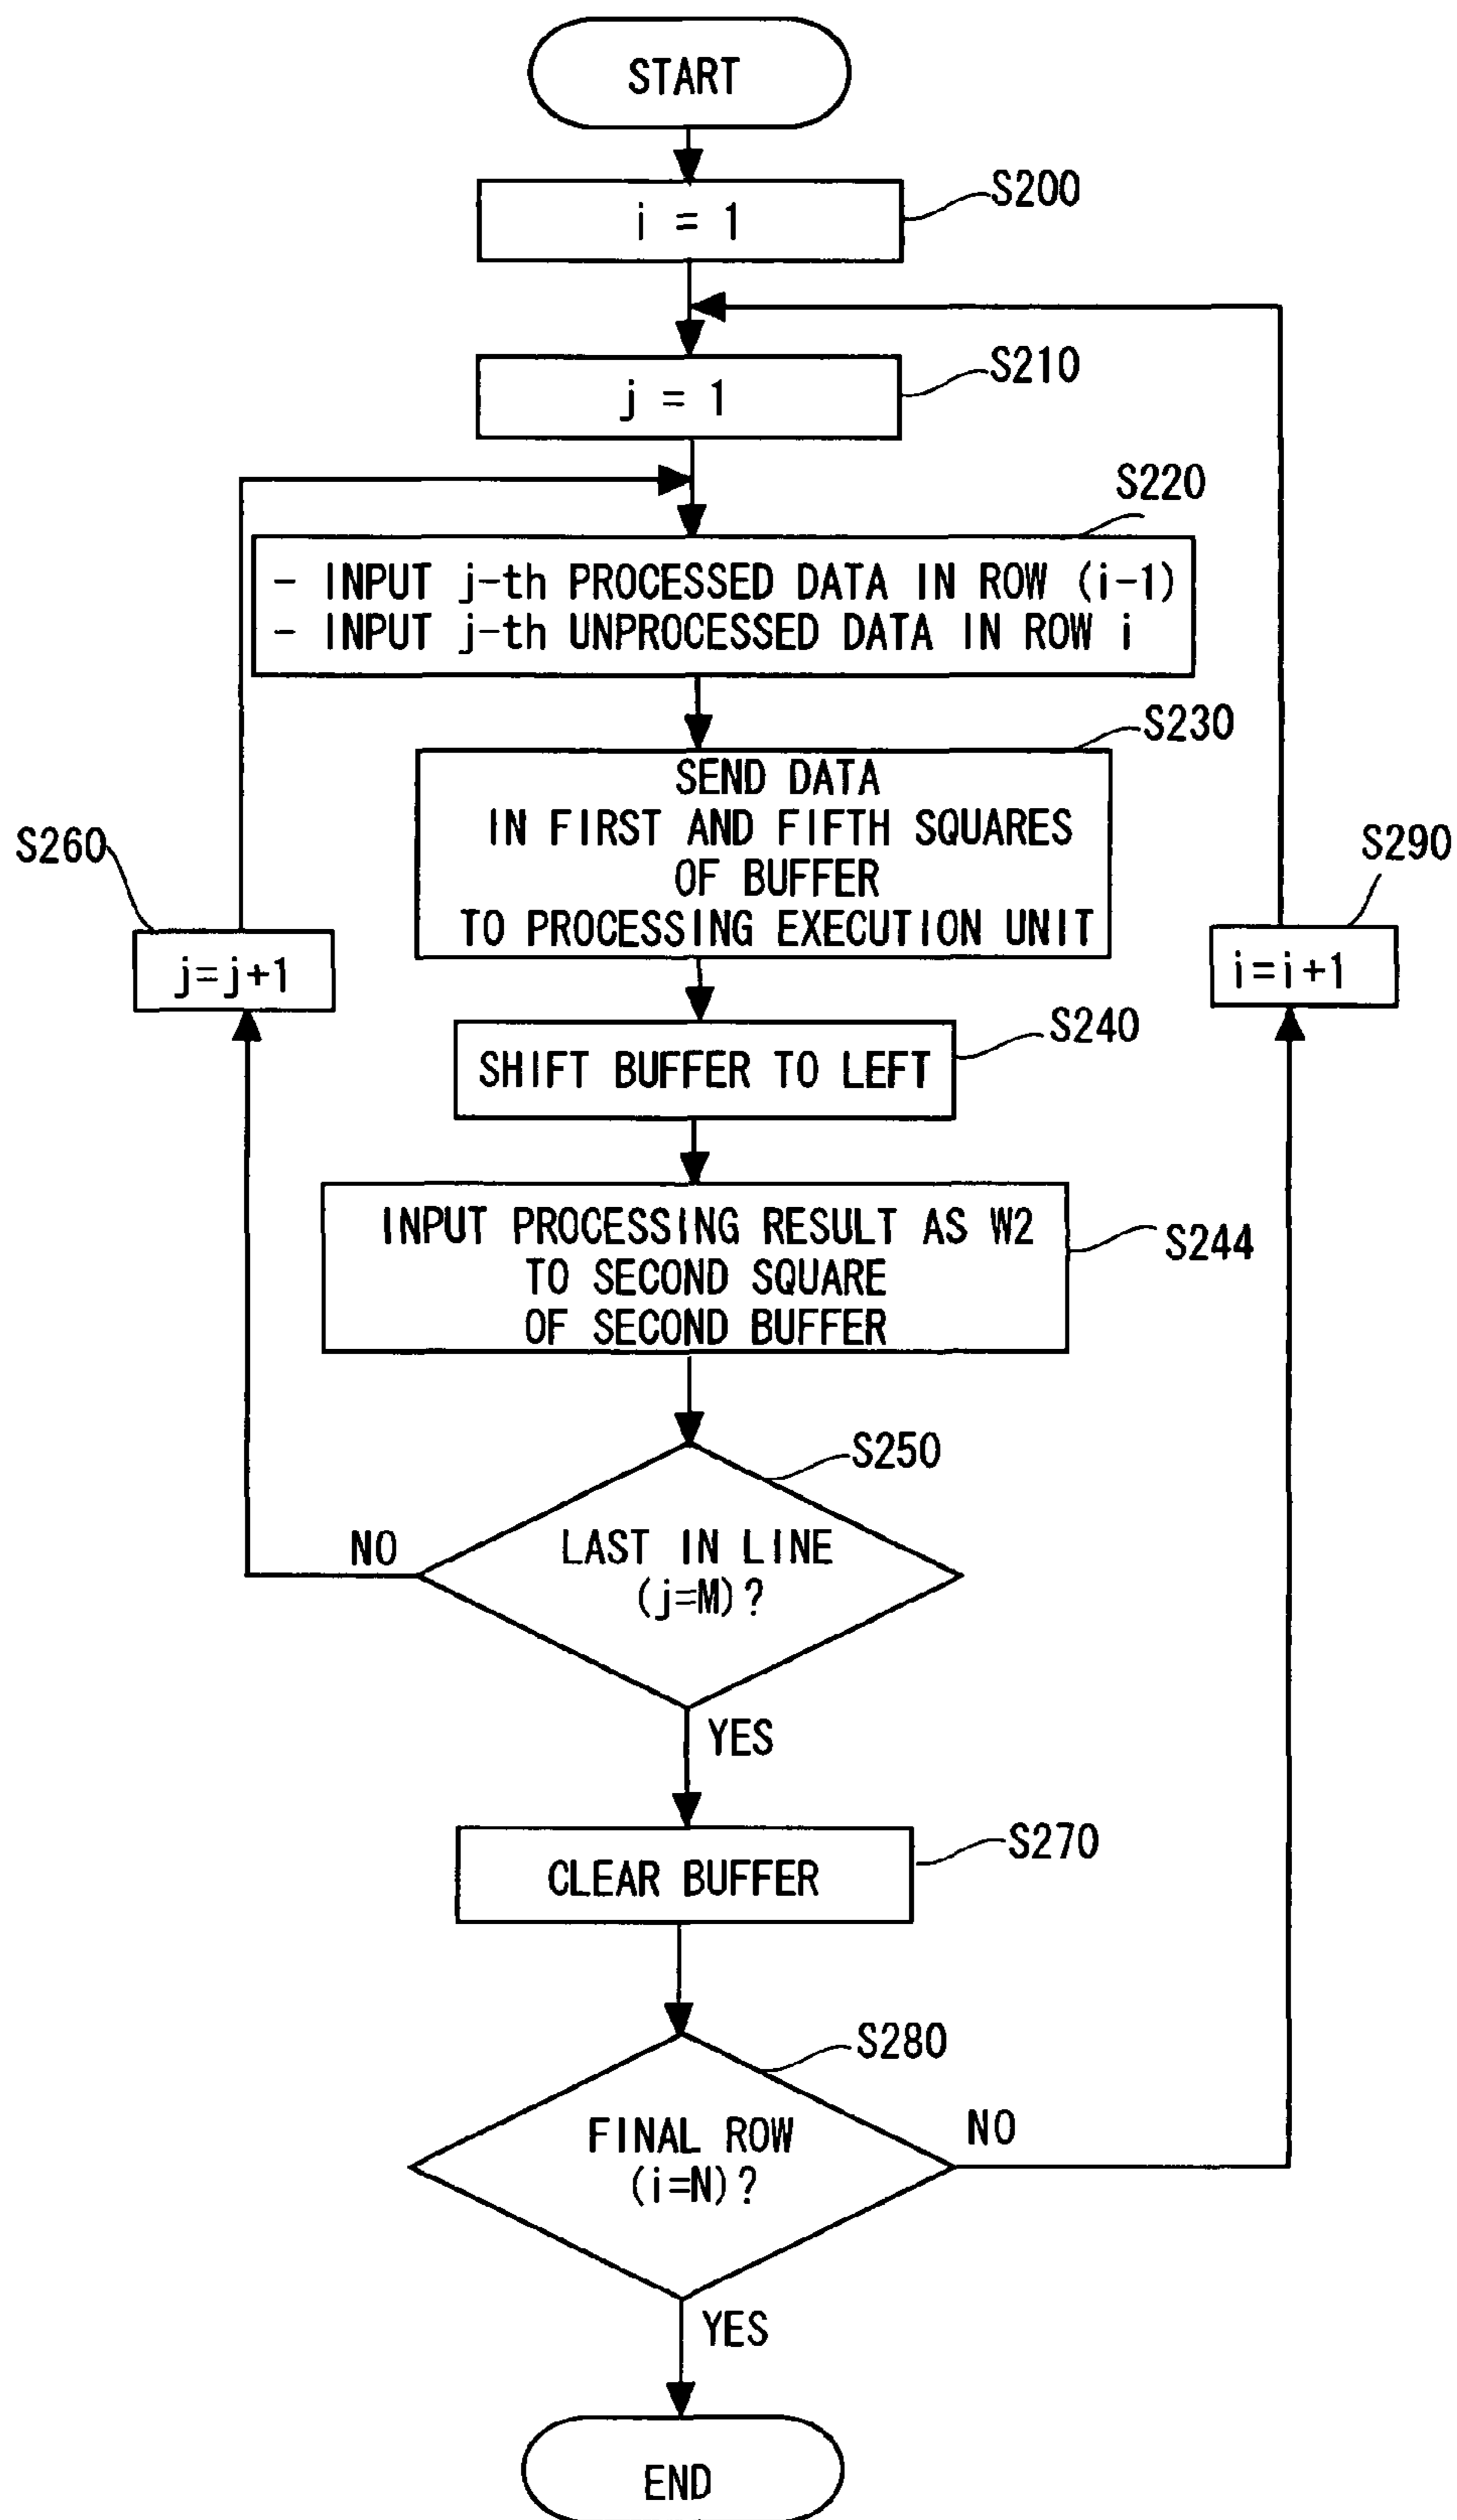 START
S200
i = 1
S210
j = 1
S220
- INPUT j-th PROCESSED DATA IN ROW (i-1)
- INPUT j-th UNPROCESSED DATA IN ROW i
S230
SEND DATA
IN FIRST AND FIFTH SQUARES
OF BUFFER
TO PROCESSING EXECUTION UNIT
S260
j=j+1
S290
i=i+1
S240
SHIFT BUFFER TO LEFT
INPUT PROCESSING RESULT AS W2
TO SECOND SQUARE
OF SECOND BUFFER
S244
S250
LAST IN LINE
(j=M)?
NO
YES
S270
CLEAR BUFFER
S280
FINAL ROW
(i=N)?
NO
YES
END